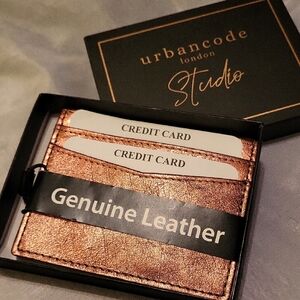 urbancode
london
Studio
CREDIT CARD
CREDIT CARD
Genuine Leather